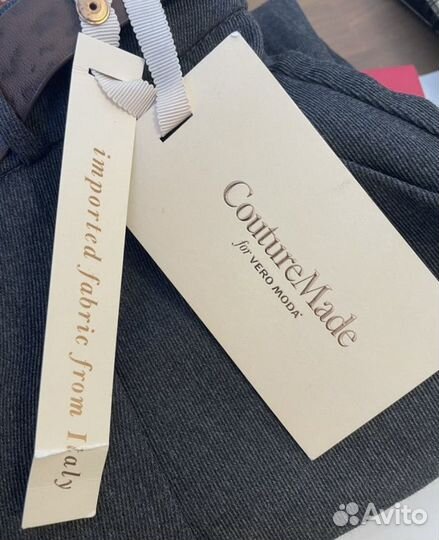 imported fabric from Italy
CoutureMade
for VERO MODA
Avito